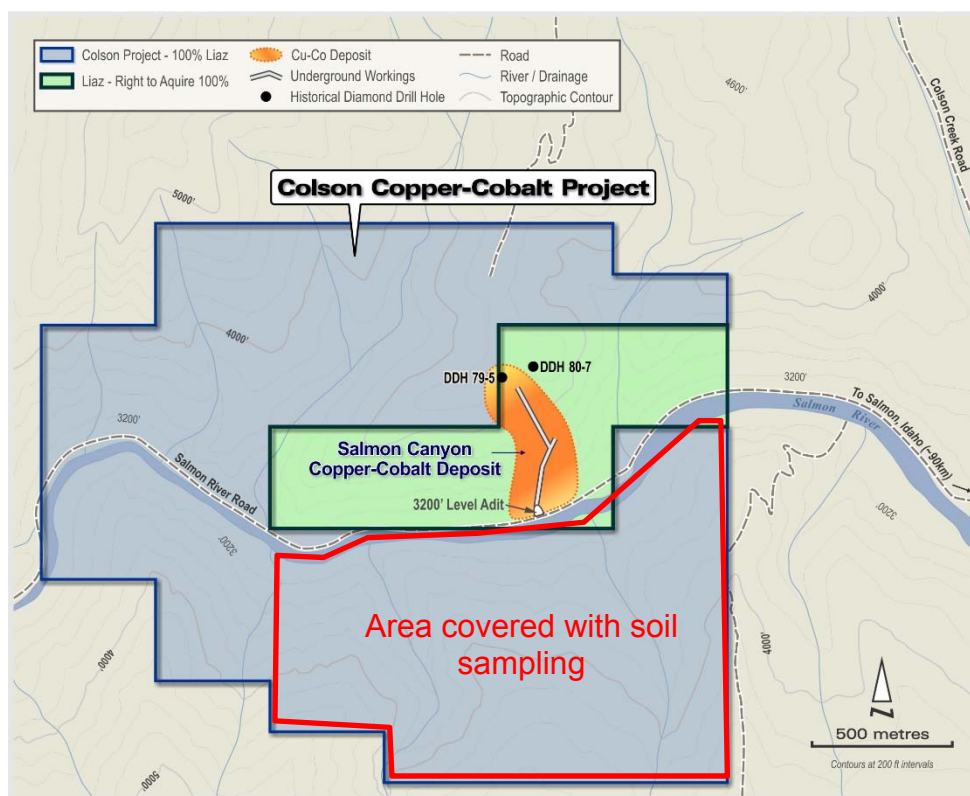 Colson Project - 100% Liaz
Liaz - Right to Aquire 100%
Cu-Co Deposit
Underground Workings
Historical Diamond Drill Hole
Road
River / Drainage
Topographic Contour
4600'
Colson Creek Road
Colson Copper-Cobalt Project
5000'
4000'
4000'
DDH 80-7
DDH 79-5
3200'
3200'
To Salmon, Idaho (~90km)
Salmon River
Salmon Canyon
Copper-Cobalt Deposit
Salmon River Road
3200' Level Adit
3200'
3200'
Area covered with soil
sampling
4000'
4000'
5000'
N
500 metres
Contours at 200 ft intervals